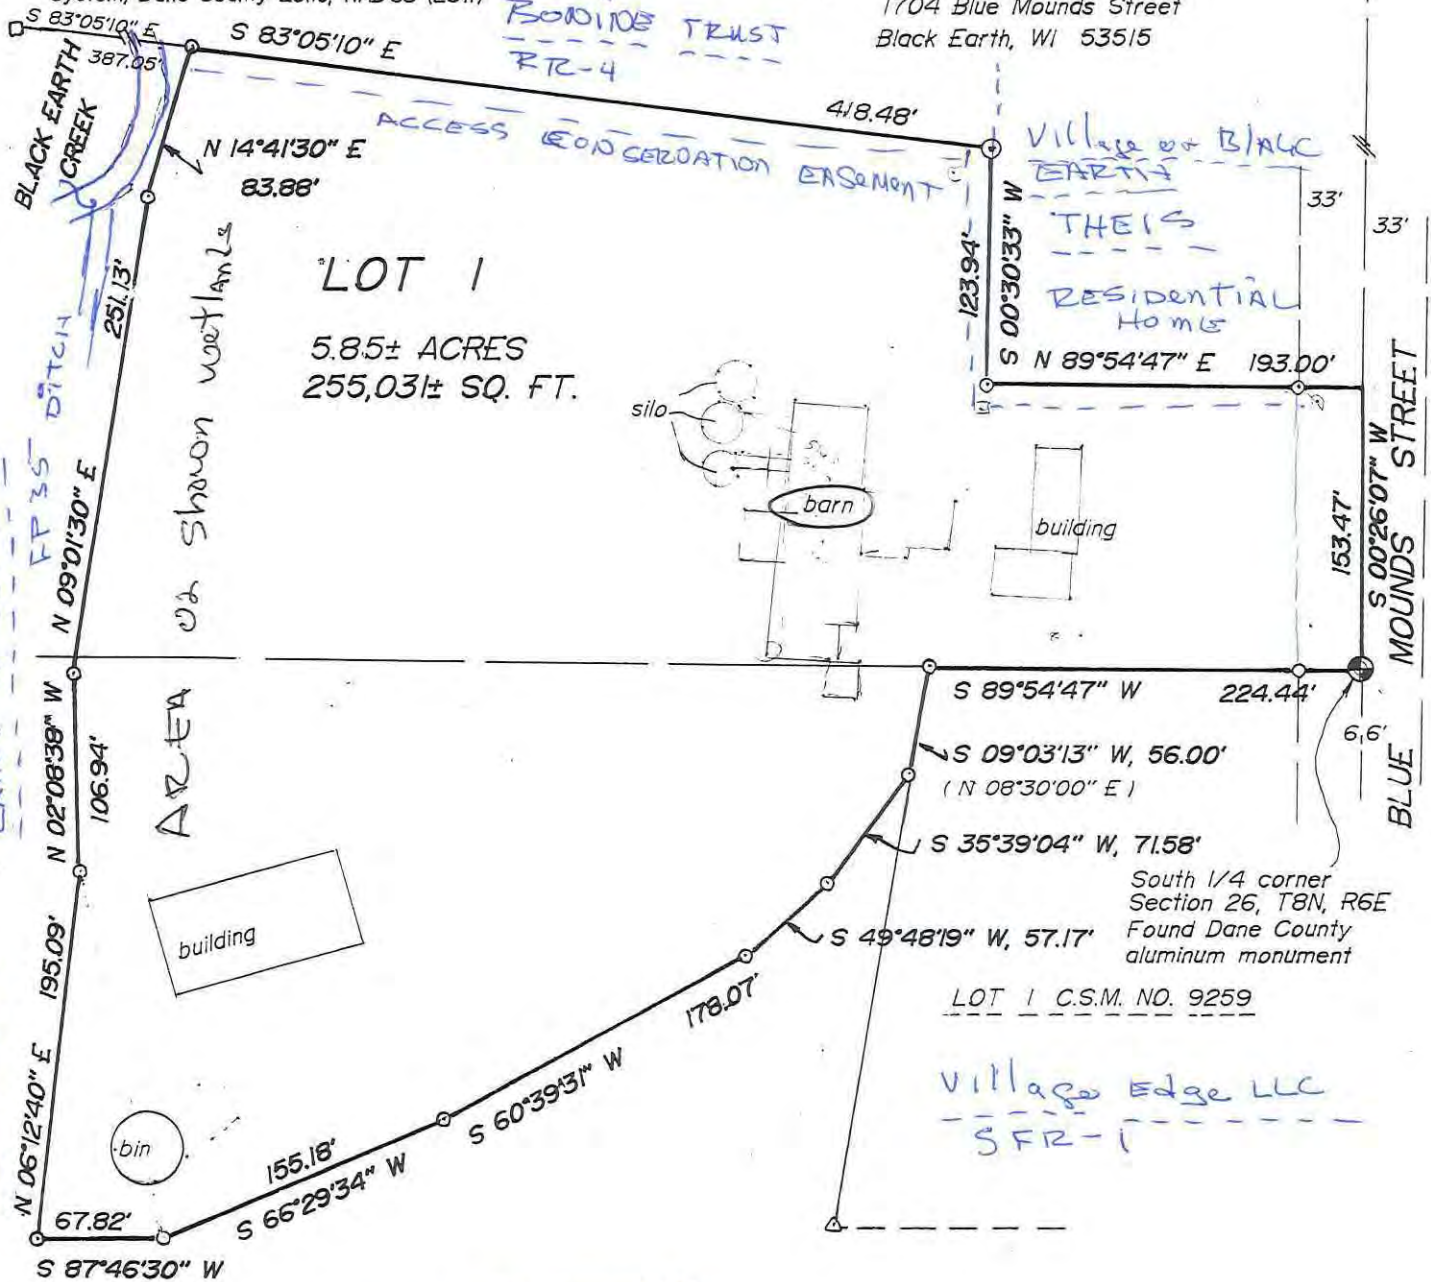 S 83°05'10" E
387.05'
S 83°05'10" E
BONINE TRUST
RR-4
1704 Blue Mounds Street
Black Earth, WI 53515
BLACK EARTH
CREEK
418.48'
ACCESS CONSERVATION EASEMENT
N 14°41'30" E
83.88'
Village of Black
EARTH
THEIS
RESIDENTIAL
Home
33'
33'
251.13'
N 09°01'30" E
FP 35 DITCH
LOT 1
5.85± ACRES
255,031± SQ. FT.
123.94'
S 00°30'33" W
N 89°54'47" E 193.00'
silo
barn
building
153.47'
S 00°26'07" W
BLUE MOUNDS STREET
AREA 02 Shown wetlands
S 89°54'47" W 224.44'
66'
N 02°08'38" W
106.94'
S 09°03'13" W, 56.00'
(N 08°30'00" E)
S 35°39'04" W, 71.58'
South 1/4 corner
Section 26, T8N, R6E
Found Dane County
aluminum monument
S 49°48'19" W, 57.17'
building
LOT 1 C.S.M. NO. 9259
178.07'
S 60°39'31" W
N 06°12'40" E 195.09'
Village Edge LLC
SFR-1
bin
155.18'
S 66°29'34" W
67.82'
S 87°46'30" W